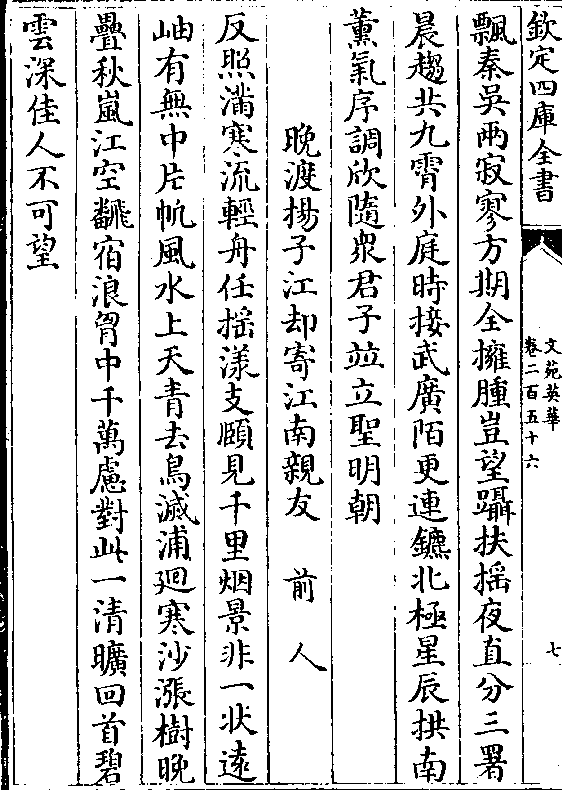 欽定四庫全書
文苑英華
卷二百五十六
七
飄秦吳兩寂寥方期全擁腫豈望躡扶摇夜直分三署
晨趨共九霄外庭時接武廣陌更連鑣北極星辰拱南
薫氣序調欣隨衆君子竝立聖明朝
晩渡揚子江却寄江南親友 前人
反照滿寒流輕舟任揺漾支頤見千里烟景非一狀逺
岫有無中片帆風水上天青去鳥滅浦廻寒沙漲樹晩
疊秋嵐江空翻宿浪胷中千萬慮對此一清曠回首碧
雲深佳人不可望